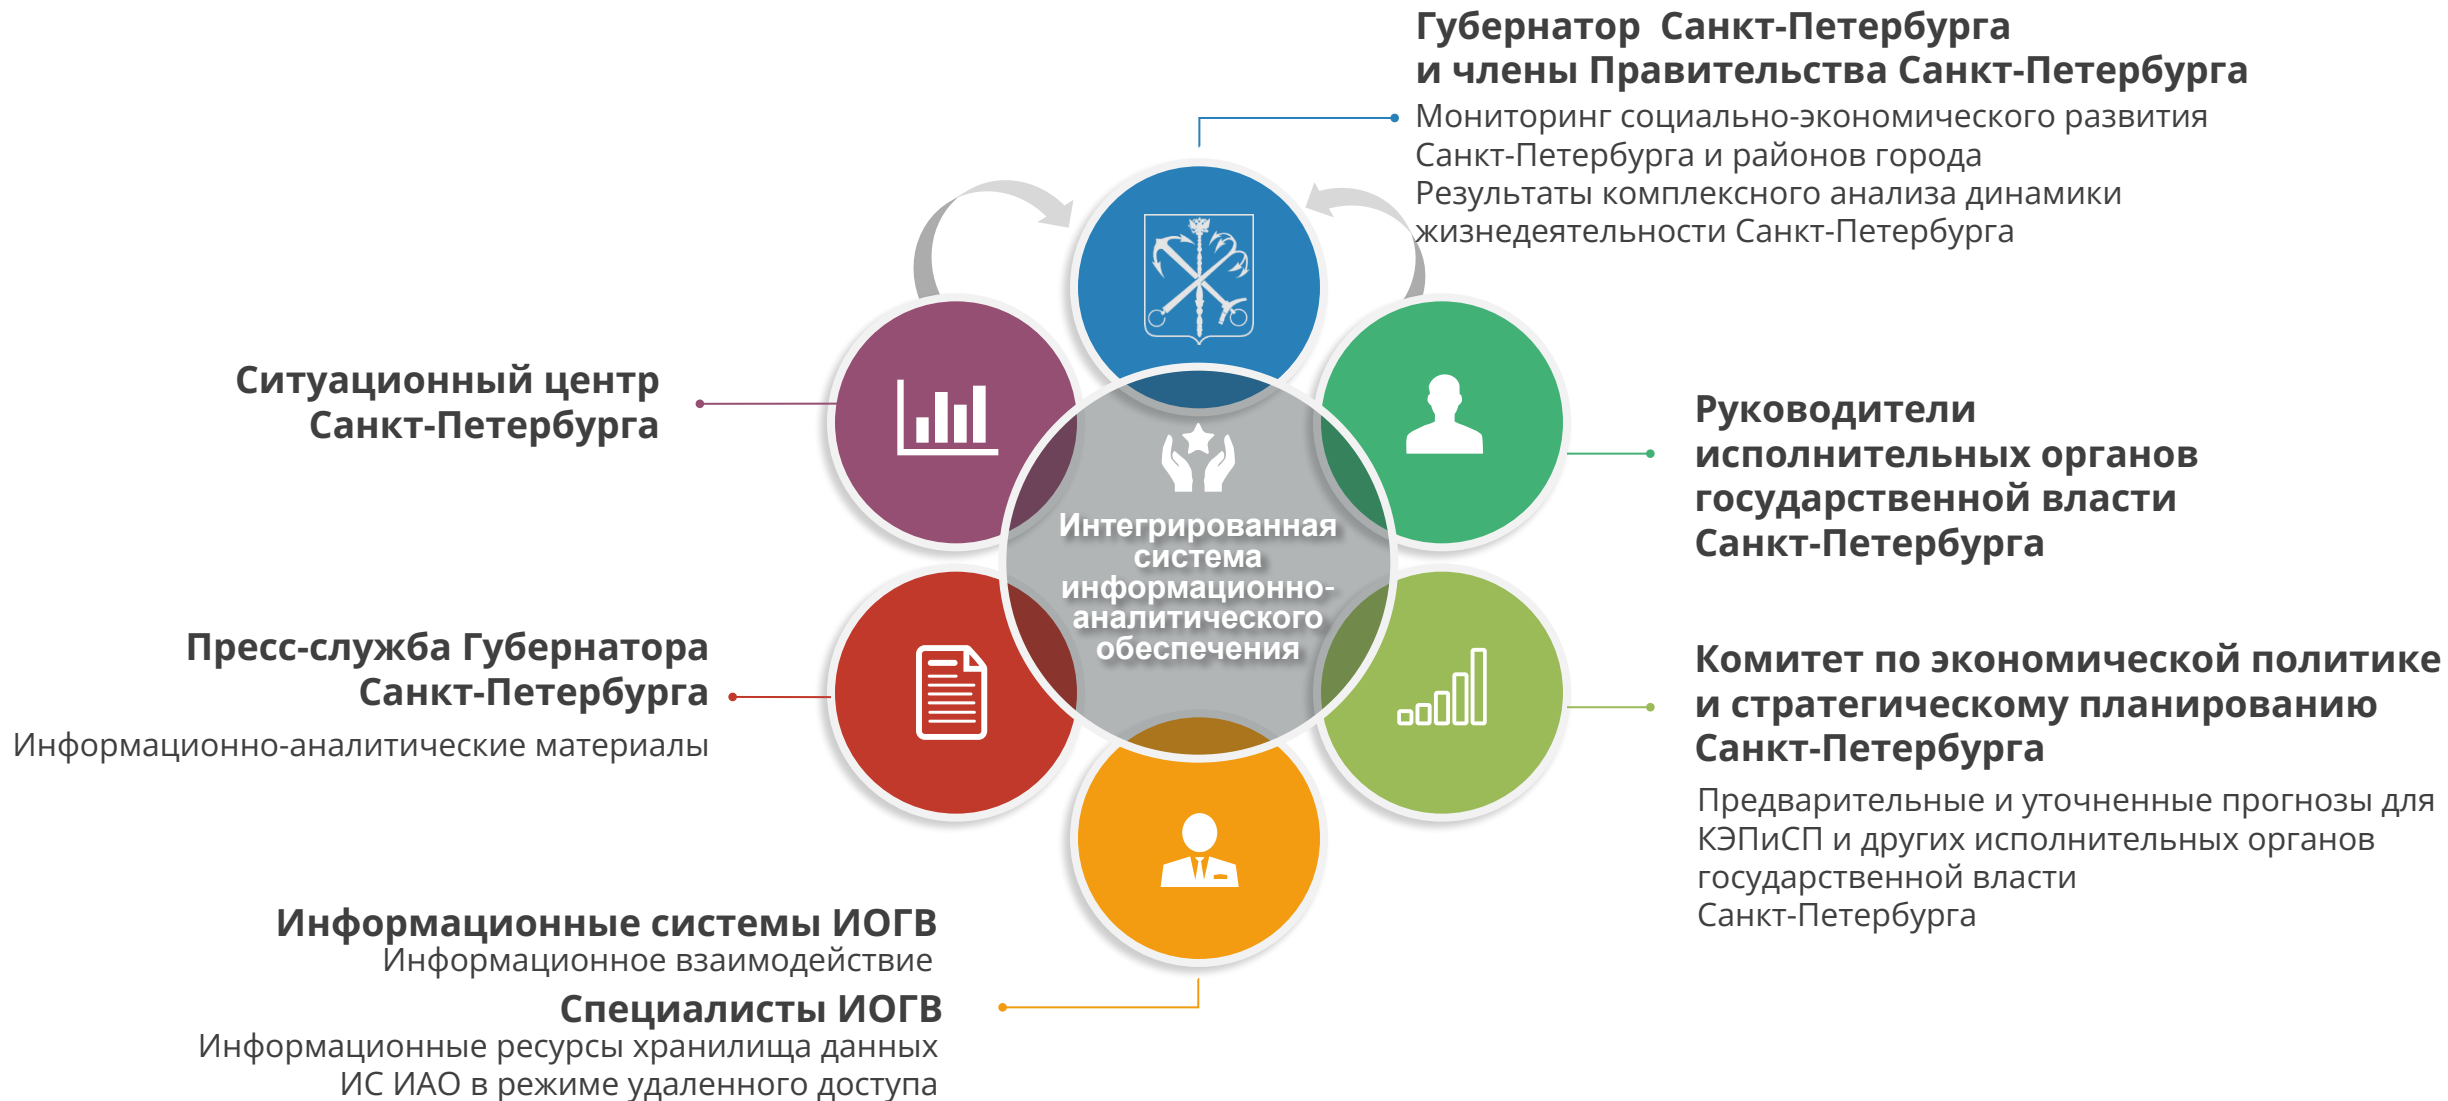 Губернатор Санкт-Петербурга
и члены Правительства Санкт-Петербурга
Мониторинг социально-экономического развития
Санкт-Петербурга и районов города
Результаты комплексного анализа динамики
жизнедеятельности Санкт-Петербурга
Ситуационный центр
Санкт-Петербурга
Руководители
исполнительных органов
государственной власти
Санкт-Петербурга
Интегрированная
система
информационно-
аналитического
обеспечения
Пресс-служба Губернатора
Санкт-Петербурга
Информационно-аналитические материалы
Комитет по экономической политике
и стратегическому планированию
Санкт-Петербурга
Предварительные и уточненные прогнозы для
КЭПиСП и других исполнительных органов
государственной власти
Санкт-Петербурга
Информационные системы ИОГВ
Информационное взаимодействие
Специалисты ИОГВ
Информационные ресурсы хранилища данных
ИС ИАО в режиме удаленного доступа